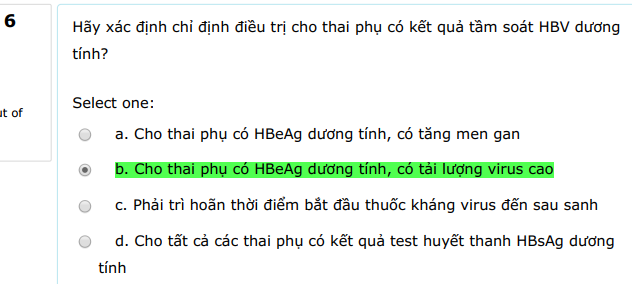 6
Hãy xác định chỉ định điều trị cho thai phụ có kết quả tầm soát HBV dương
tính?
Select one:
ut of
a. Cho thai phụ có HBeAg dương tính, có tăng men gan
b. Cho thai phụ có HBeAg dương tính, có tải lượng virus cao
c. Phải trì hoãn thời điểm bắt đầu thuốc kháng virus đến sau sanh
d. Cho tất cả các thai phụ có kết quả test huyết thanh HBsAg dương
tính